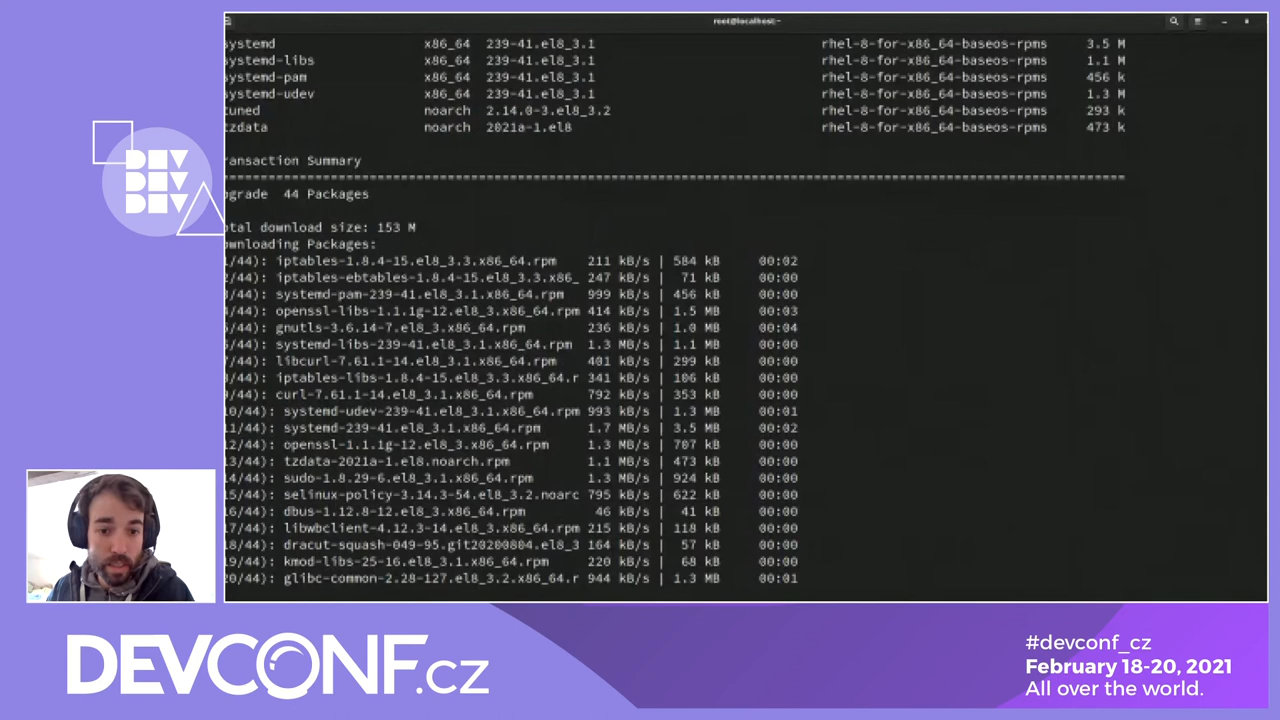 root@localhost:~
systemd x86_64 239-41.el8_3.1 rhel-8-for-x86_64-baseos-rpms 3.5 M
systemd-libs x86_64 239-41.el8_3.1 rhel-8-for-x86_64-baseos-rpms 1.1 M
systemd-pam x86_64 239-41.el8_3.1 rhel-8-for-x86_64-baseos-rpms 456 k
systemd-udev x86_64 239-41.el8_3.1 rhel-8-for-x86_64-baseos-rpms 1.3 M
tuned noarch 2.14.0-3.el8_3.2 rhel-8-for-x86_64-baseos-rpms 293 k
tzdata noarch 2021a-1.el8 rhel-8-for-x86_64-baseos-rpms 473 k
ransaction Summary
pgrade 44 Packages
otal download size: 153 M
ownloading Packages:
1/44): iptables-1.8.4-15.el8_3.3.x86_64.rpm 211 kB/s | 584 kB 00:02
2/44): iptables-ebtables-1.8.4-15.el8_3.3.x86_ 247 kB/s | 71 kB 00:00
3/44): systemd-pam-239-41.el8_3.1.x86_64.rpm 999 kB/s | 456 kB 00:00
4/44): openssl-libs-1.1.1g-12.el8_3.x86_64.rpm 414 kB/s | 1.5 MB 00:03
5/44): gnutls-3.6.14-7.el8_3.x86_64.rpm 236 kB/s | 1.0 MB 00:04
6/44): systemd-libs-239-41.el8_3.1.x86_64.rpm 1.3 MB/s | 1.1 MB 00:00
7/44): libcurl-7.61.1-14.el8_3.1.x86_64.rpm 401 kB/s | 299 kB 00:00
8/44): iptables-libs-1.8.4-15.el8_3.3.x86_64.r 341 kB/s | 106 kB 00:00
9/44): curl-7.61.1-14.el8_3.1.x86_64.rpm 792 kB/s | 353 kB 00:00
10/44): systemd-udev-239-41.el8_3.1.x86_64.rpm 993 kB/s | 1.3 MB 00:01
11/44): systemd-239-41.el8_3.1.x86_64.rpm 1.7 MB/s | 3.5 MB 00:02
12/44): openssl-1.1.1g-12.el8_3.x86_64.rpm 1.3 MB/s | 707 kB 00:00
13/44): tzdata-2021a-1.el8.noarch.rpm 1.1 MB/s | 473 kB 00:00
14/44): sudo-1.8.29-6.el8_3.1.x86_64.rpm 1.3 MB/s | 924 kB 00:00
15/44): selinux-policy-3.14.3-54.el8_3.2.noarc 795 kB/s | 622 kB 00:00
16/44): dbus-1.12.8-12.el8_3.x86_64.rpm 46 kB/s | 41 kB 00:00
17/44): libwbclient-4.12.3-14.el8_3.x86_64.rpm 215 kB/s | 118 kB 00:00
18/44): dracut-squash-049-95.git20200804.el8_3 164 kB/s | 57 kB 00:00
19/44): kmod-libs-25-16.el8_3.1.x86_64.rpm 220 kB/s | 68 kB 00:00
20/44): glibc-common-2.28-127.el8_3.2.x86_64.r 944 kB/s | 1.3 MB 00:01
DEV
DEV
DEV
DEVCONF.cz
#devconf_cz
February 18-20, 2021
All over the world.